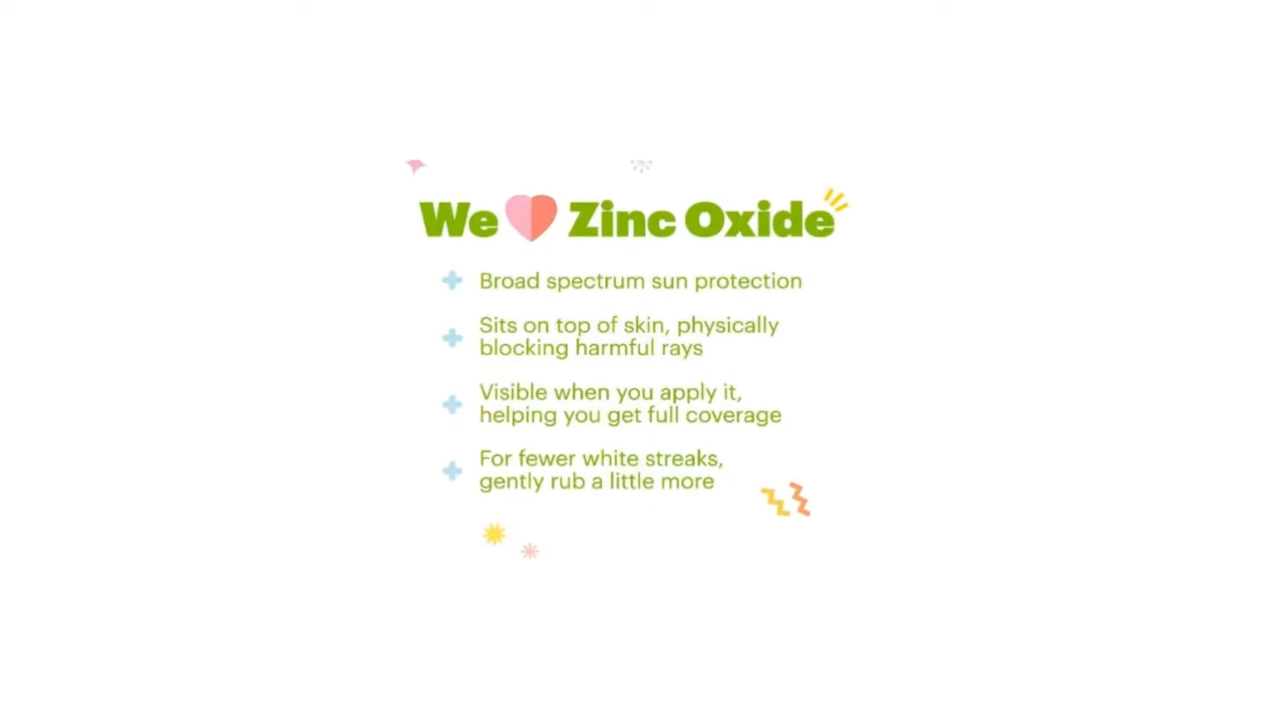 We Zinc Oxide
Broad spectrum sun protection
Sits on top of skin, physically
blocking harmful rays
Visible when you apply it,
helping you get full coverage
For fewer white streaks,
gently rub a little more